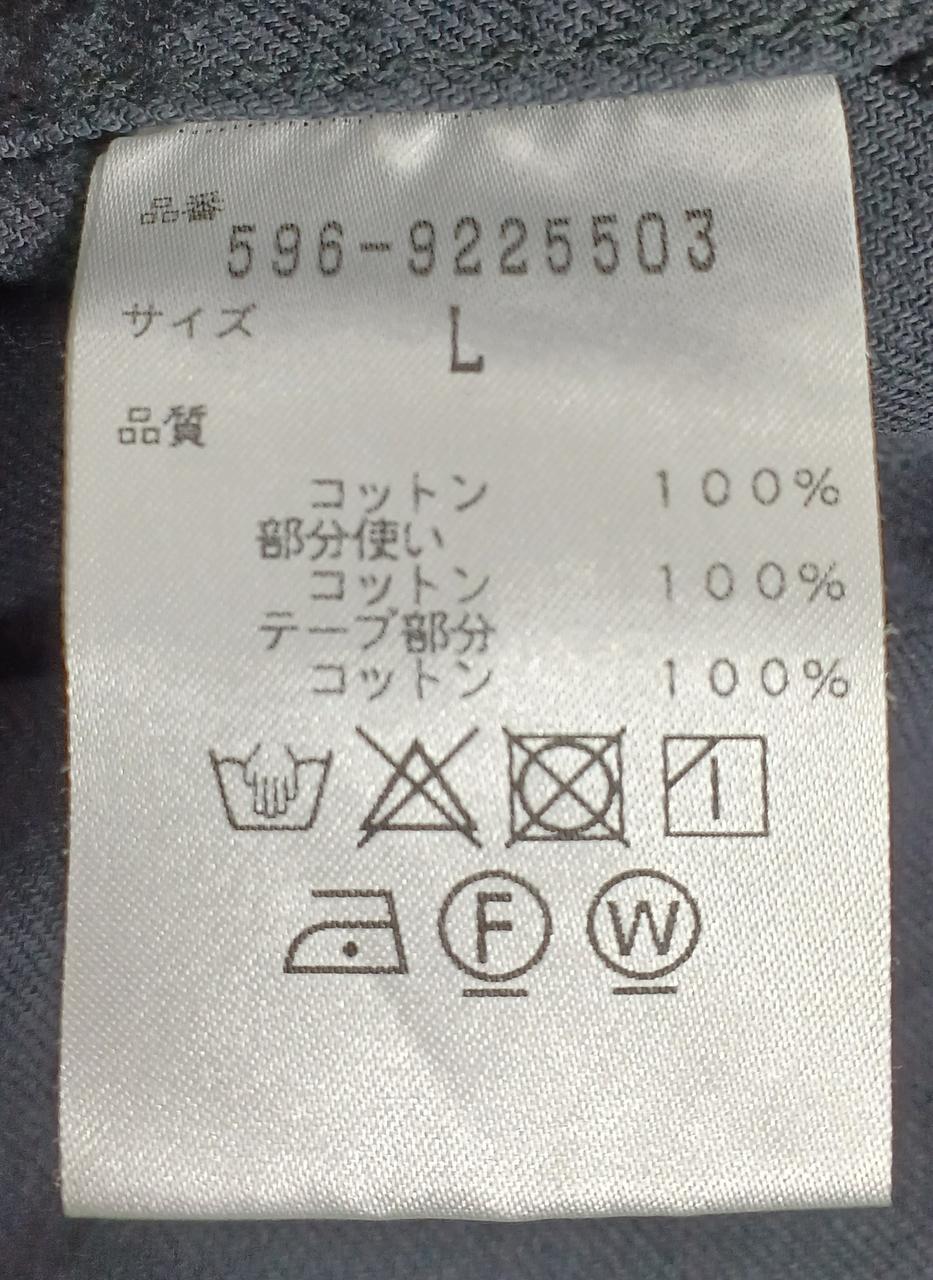 品番 596-9225503
サイズ L
品質
コットン 100%
部分使い
コットン 100%
テープ部分
コットン 100%
F W